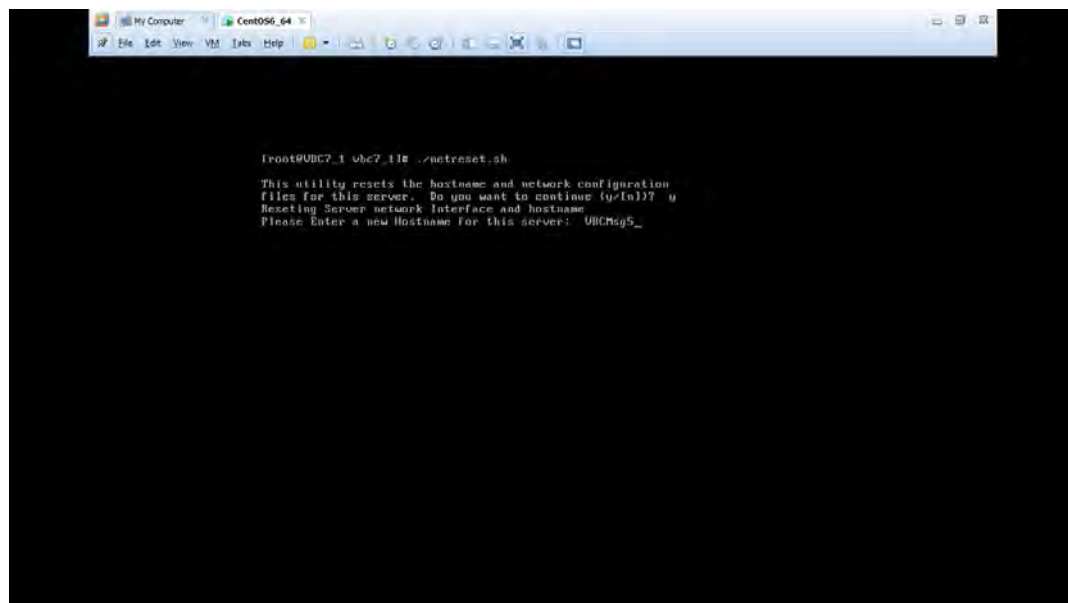 My Computer CentOS6_64
File Edit View VM Tabs Help
[root@VBC7_1 vbc7_1]# ./netreset.sh
This utility resets the hostname and network configuration
files for this server. Do you want to continue (y/[n])? y
Reseting Server network Interface and hostname
Please Enter a new Hostname for this server: VBCMsgS_